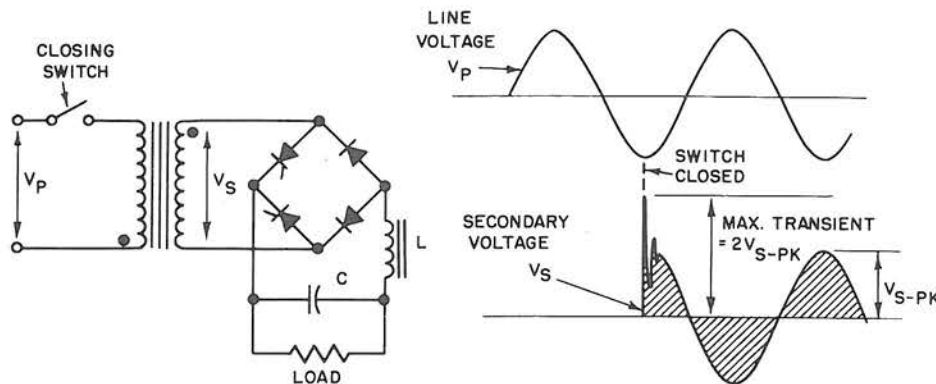 CLOSING
SWITCH
V_P
V_S
C
L
LOAD
LINE
VOLTAGE
V_P
SWITCH
CLOSED
SECONDARY
VOLTAGE
V_S
MAX. TRANSIENT
= 2V_S-PK
V_S-PK